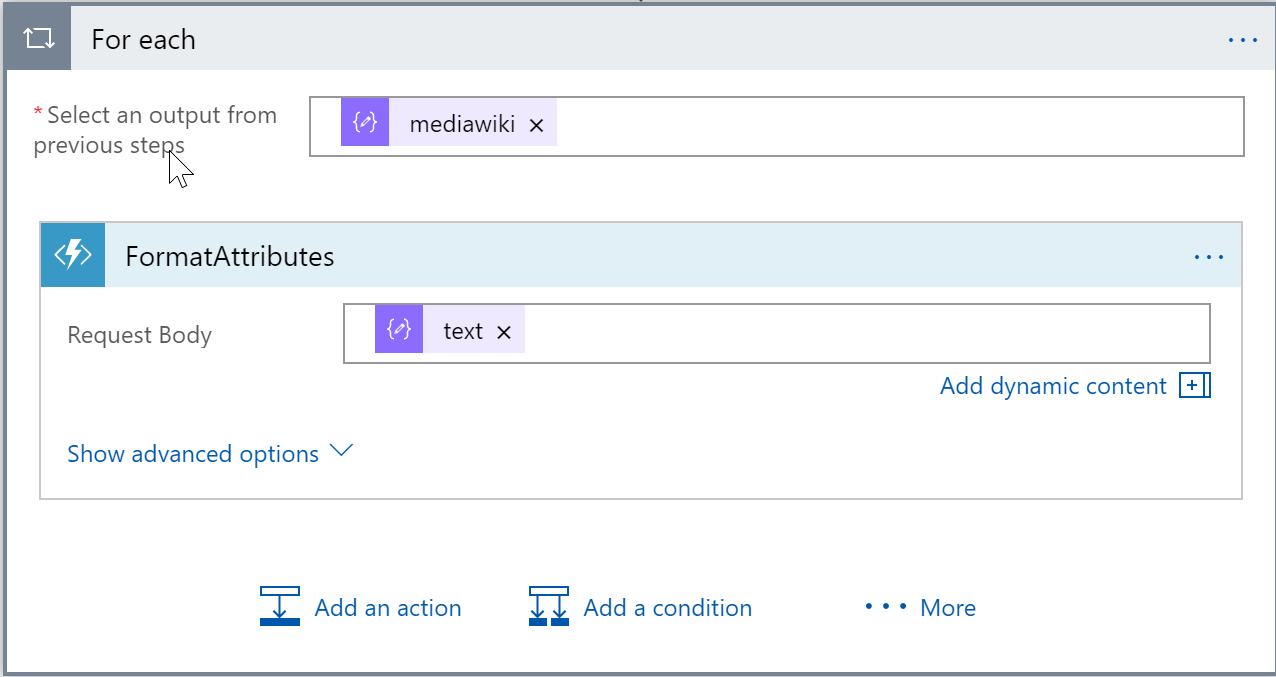 For each
* Select an output from
previous steps
mediawiki ×
FormatAttributes
Request Body
text ×
Add dynamic content
Show advanced options
Add an action
Add a condition
More